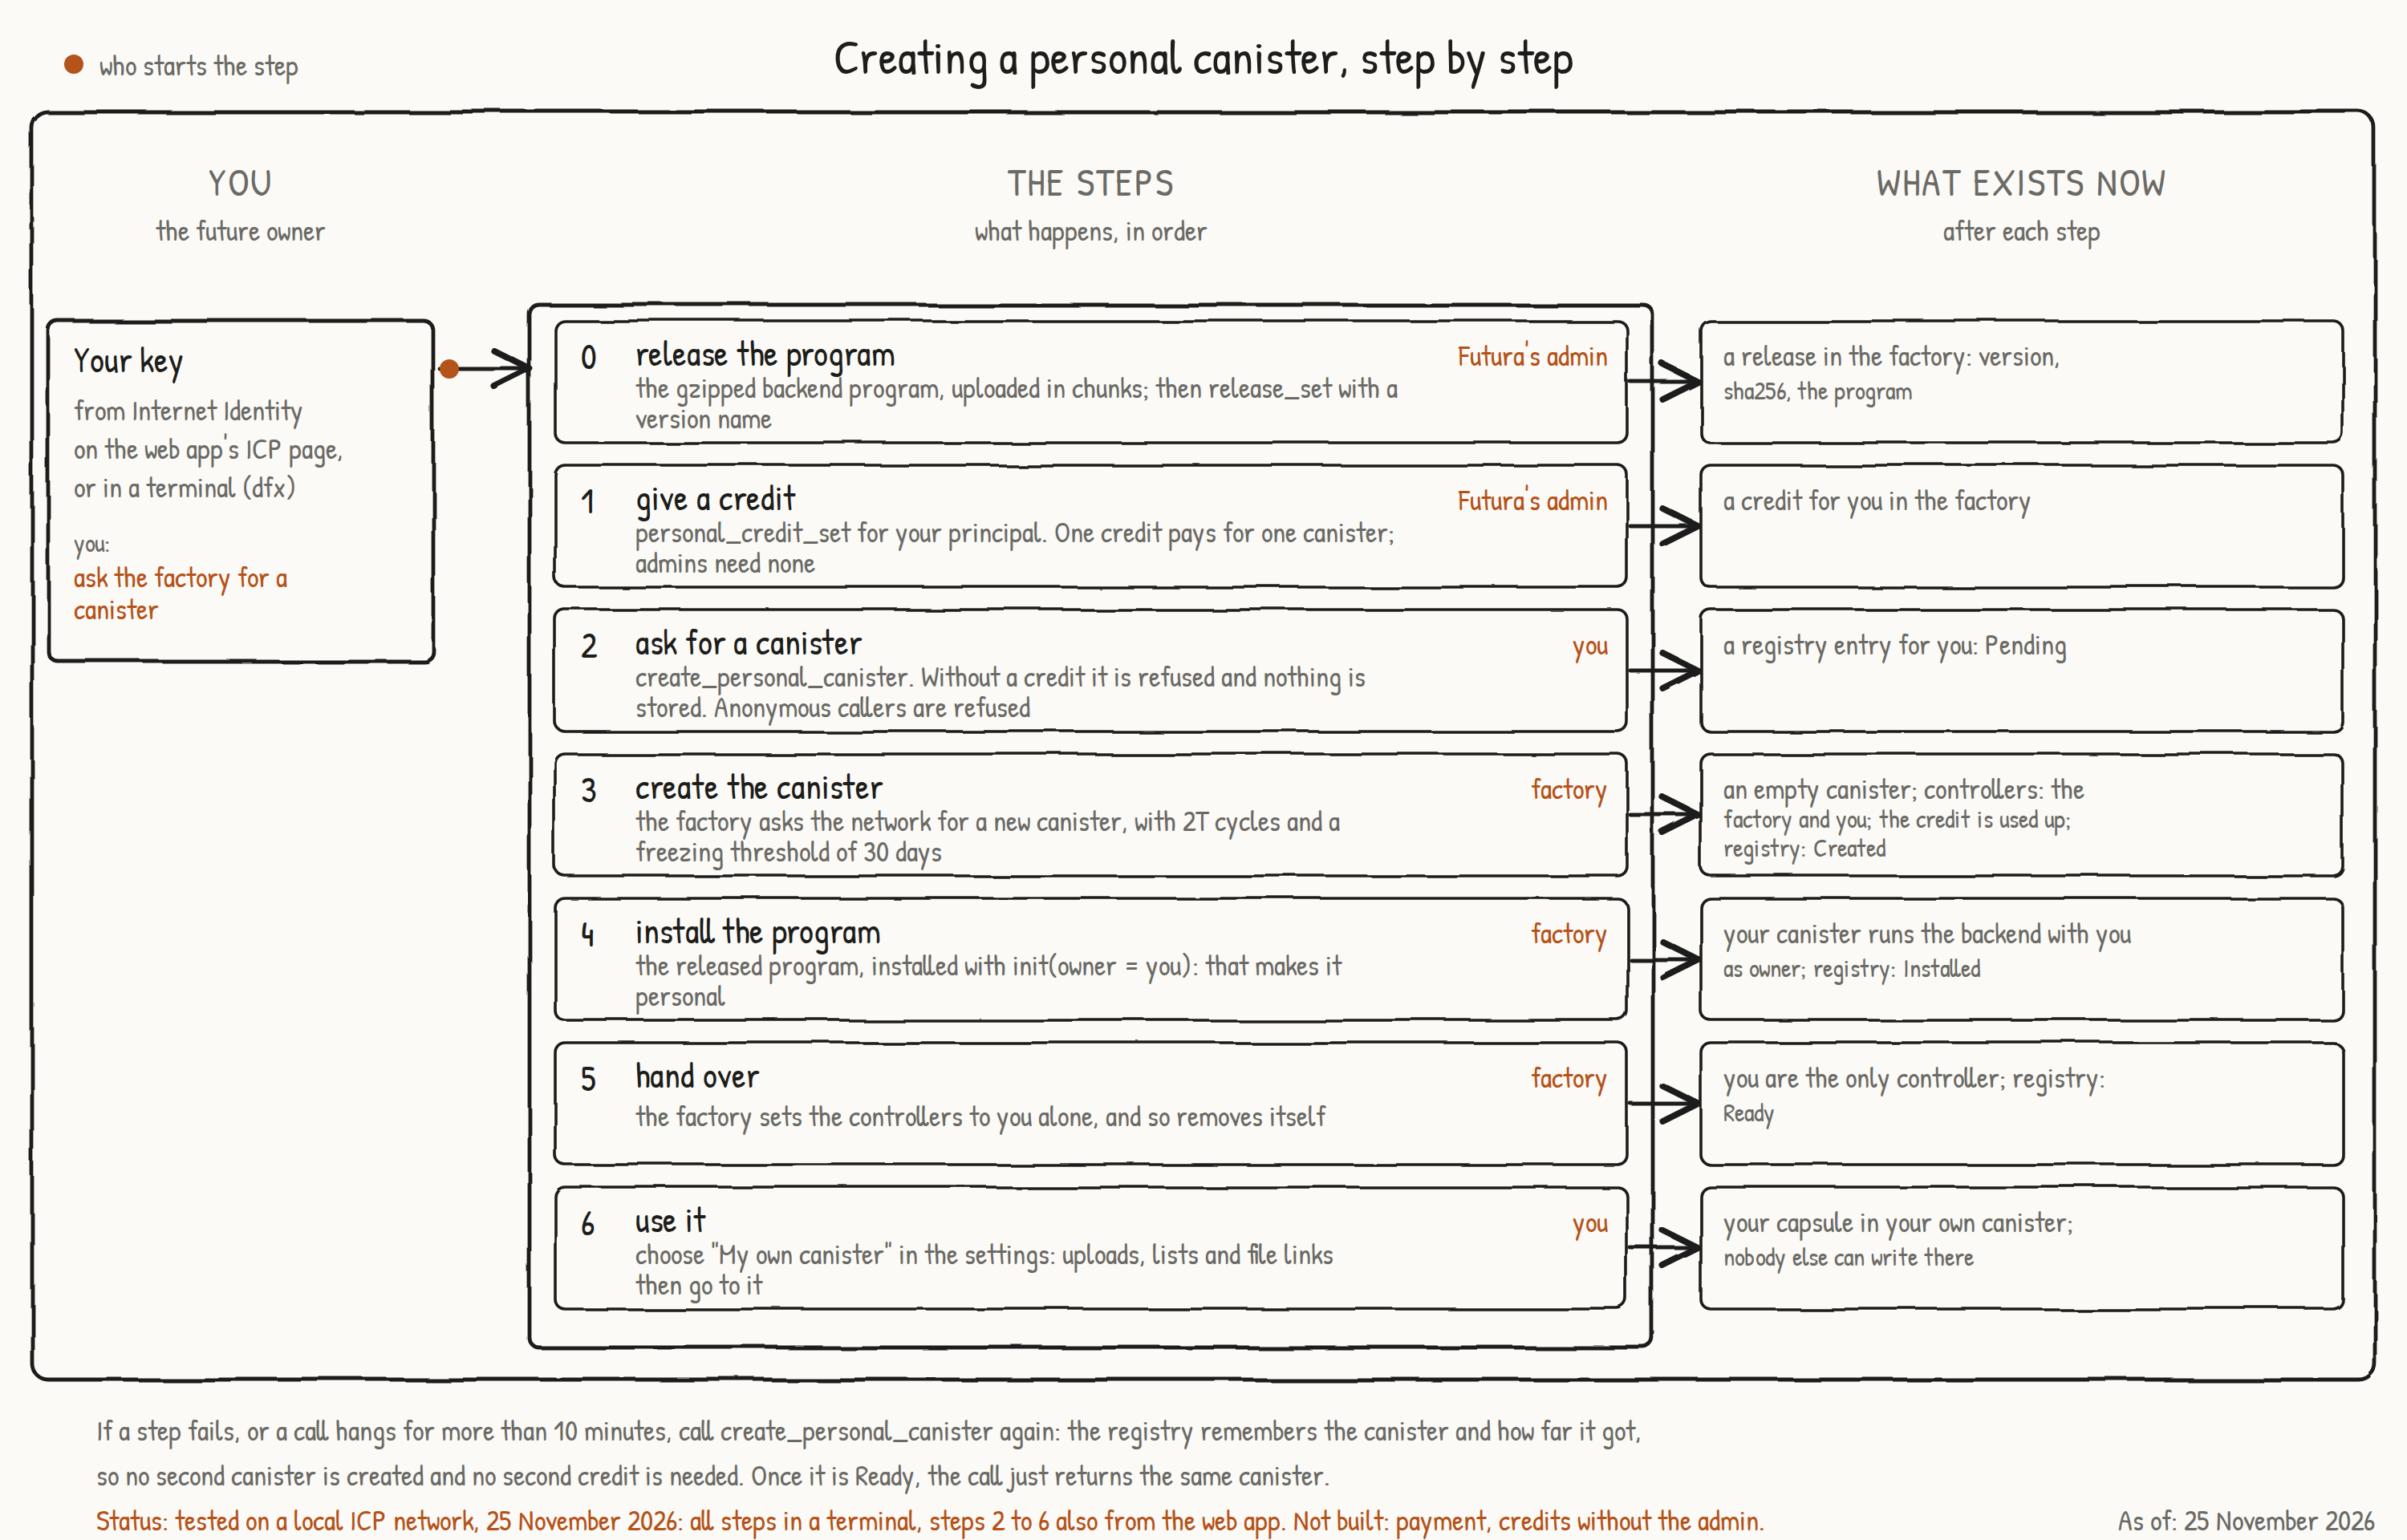 who starts the step
Creating a personal canister, step by step
YOU
the future owner
THE STEPS
what happens, in order
WHAT EXISTS NOW
after each step
Your key
from Internet Identity
on the web app's ICP page,
or in a terminal (dfx)
you:
ask the factory for a
canister
0
release the program
Futura's admin
the gzipped backend program, uploaded in chunks; then release_set with a
version name
a release in the factory: version,
sha256, the program
1
give a credit
Futura's admin
personal_credit_set for your principal. One credit pays for one canister;
admins need none
a credit for you in the factory
2
ask for a canister
you
create_personal_canister. Without a credit it is refused and nothing is
stored. Anonymous callers are refused
a registry entry for you: Pending
3
create the canister
factory
the factory asks the network for a new canister, with 2T cycles and a
freezing threshold of 30 days
an empty canister; controllers: the
factory and you; the credit is used up;
registry: Created
4
install the program
factory
the released program, installed with init(owner = you): that makes it
personal
your canister runs the backend with you
as owner; registry: Installed
5
hand over
factory
the factory sets the controllers to you alone, and so removes itself
you are the only controller; registry:
Ready
6
use it
you
choose "My own canister" in the settings: uploads, lists and file links
then go to it
your capsule in your own canister;
nobody else can write there
If a step fails, or a call hangs for more than 10 minutes, call create_personal_canister again: the registry remembers the canister and how far it got,
so no second canister is created and no second credit is needed. Once it is Ready, the call just returns the same canister.
Status: tested on a local ICP network, 25 November 2026: all steps in a terminal, steps 2 to 6 also from the web app. Not built: payment, credits without the admin.
As of: 25 November 2026